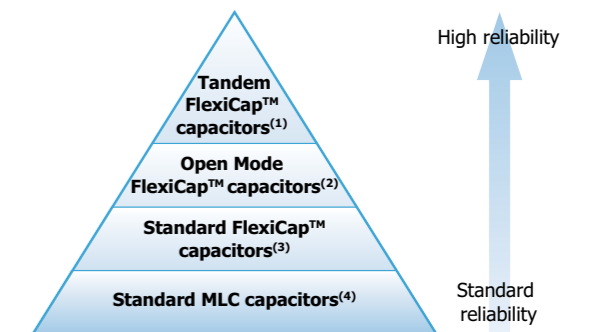 High reliability
Tandem
FlexiCap™
capacitors(1)
Open Mode
FlexiCap™ capacitors(2)
Standard FlexiCap™
capacitors(3)
Standard MLC capacitors(4)
Standard
reliability